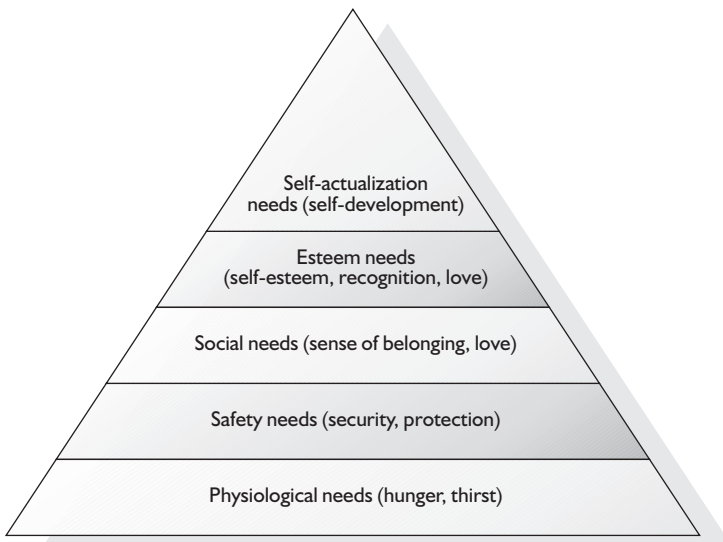 Self-actualization
needs (self-development)
Esteem needs
(self-esteem, recognition, love)
Social needs (sense of belonging, love)
Safety needs (security, protection)
Physiological needs (hunger, thirst)